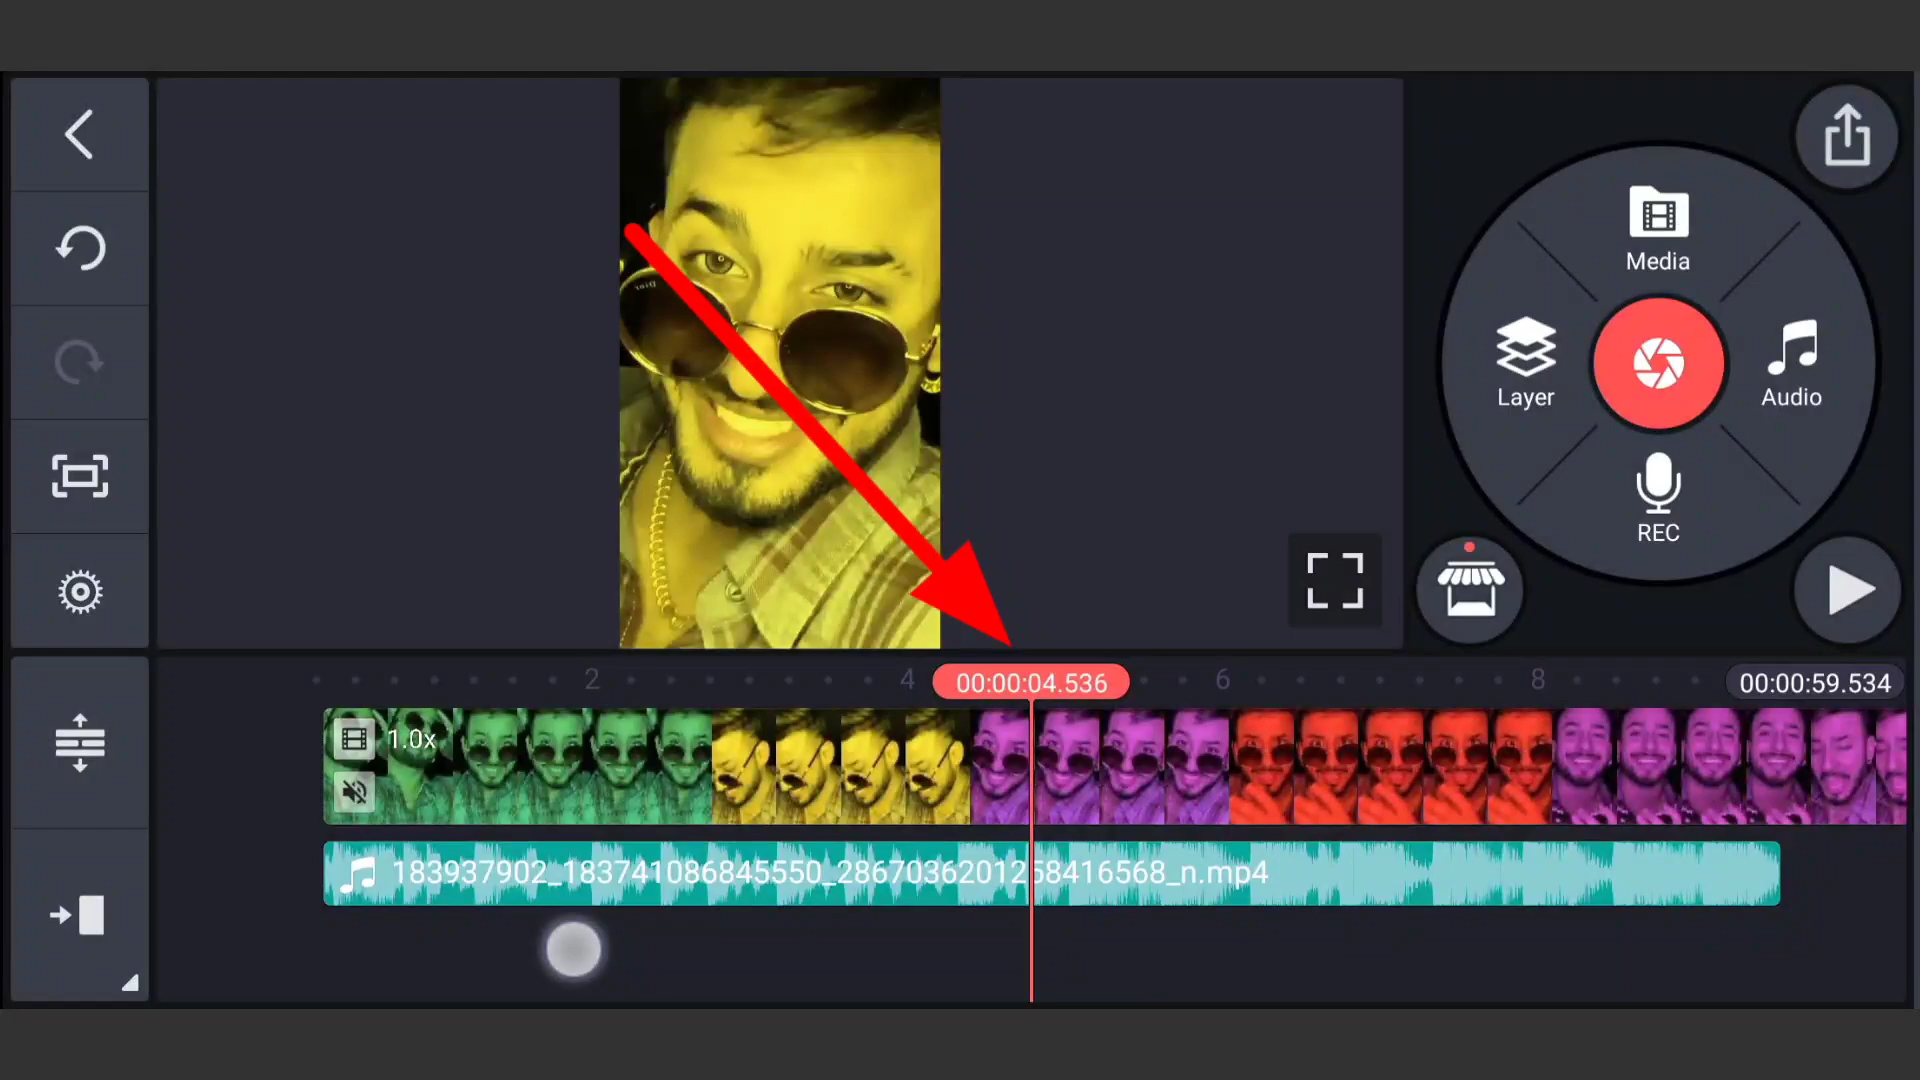 Media
Layer
Audio
REC
Dior
2
4
00:00:04.536
6
8
00:00:59.534
1.0x
183937902_183741086845550_2867036201258416568_n.mp4